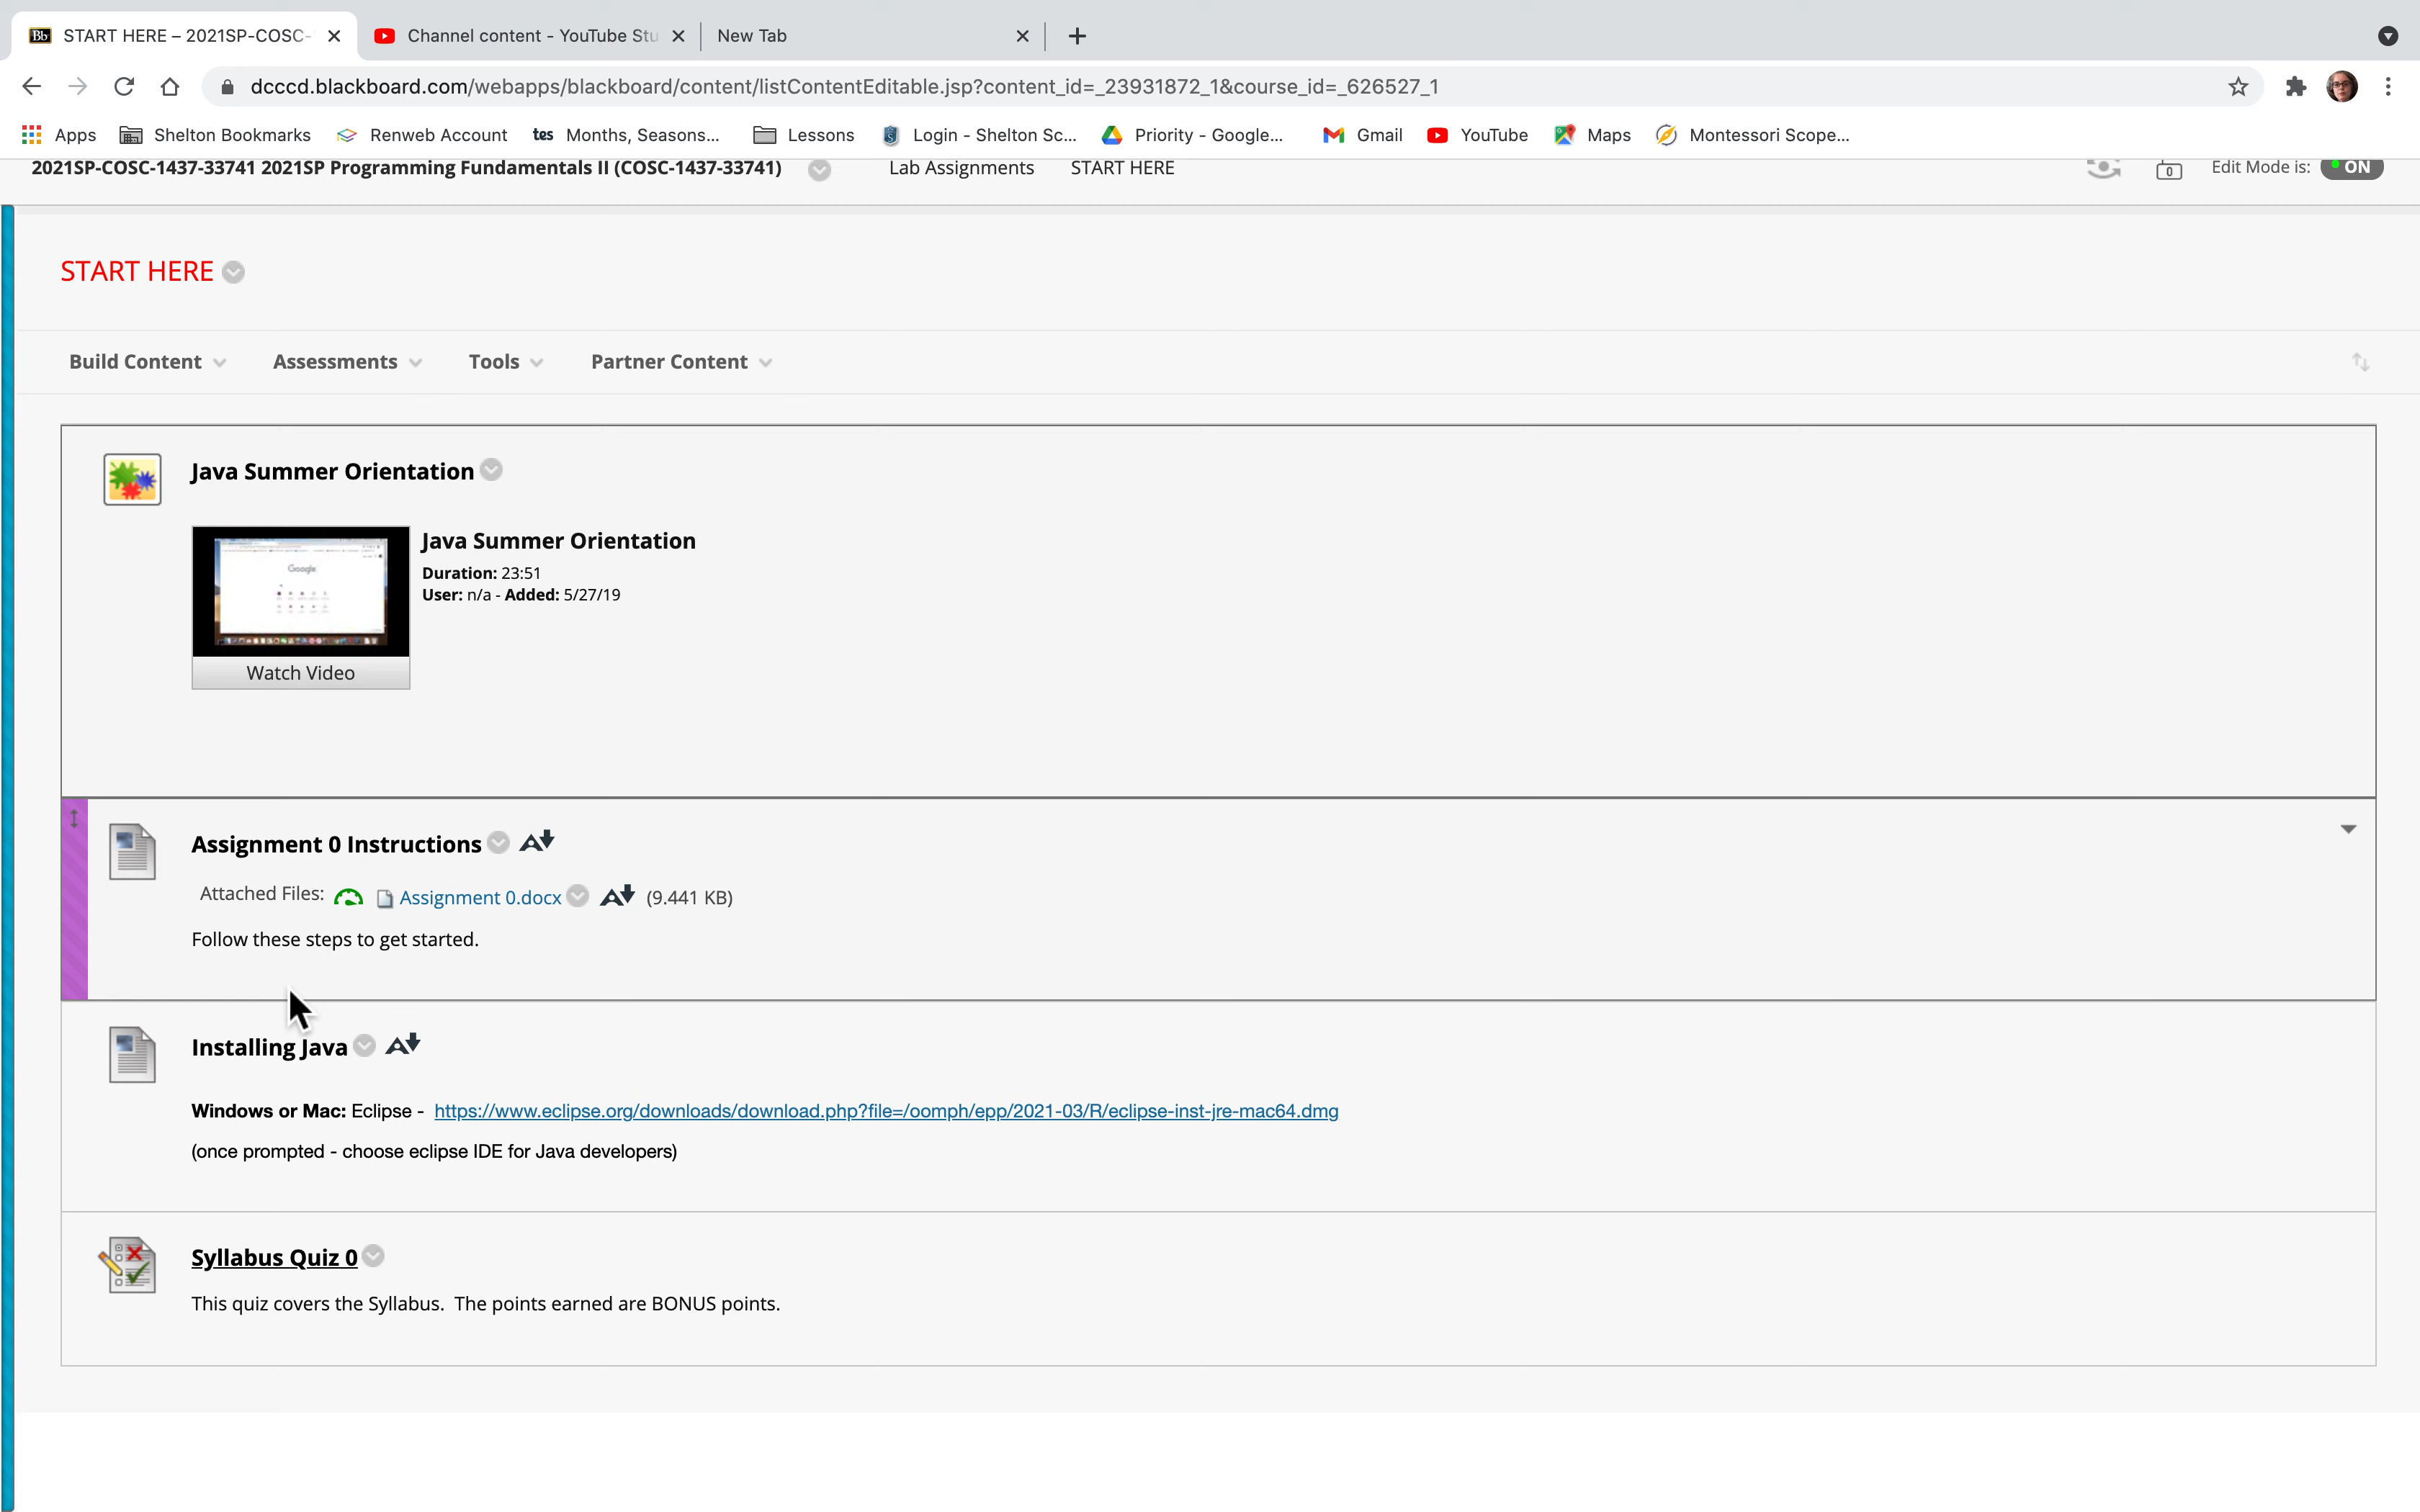 START HERE – 2021SP-COSC-
Channel content - YouTube Stu
New Tab
dcccd.blackboard.com/webapps/blackboard/content/listContentEditable.jsp?content_id=_23931872_1&course_id=_626527_1
Apps Shelton Bookmarks Renweb Account tes Months, Seasons... Lessons Login - Shelton Sc... Priority - Google... Gmail YouTube Maps Montessori Scope...
2021SP-COSC-1437-33741 2021SP Programming Fundamentals II (COSC-1437-33741) Lab Assignments START HERE Edit Mode is: ON
START HERE
Build Content Assessments Tools Partner Content
Java Summer Orientation
Google
Java Summer Orientation
Duration: 23:51
User: n/a - Added: 5/27/19
Watch Video
Assignment 0 Instructions
Attached Files: Assignment 0.docx (9.441 KB)
Follow these steps to get started.
Installing Java
Windows or Mac: Eclipse - https://www.eclipse.org/downloads/download.php?file=/oomph/epp/2021-03/R/eclipse-inst-jre-mac64.dmg
(once prompted - choose eclipse IDE for Java developers)
Syllabus Quiz 0
This quiz covers the Syllabus. The points earned are BONUS points.